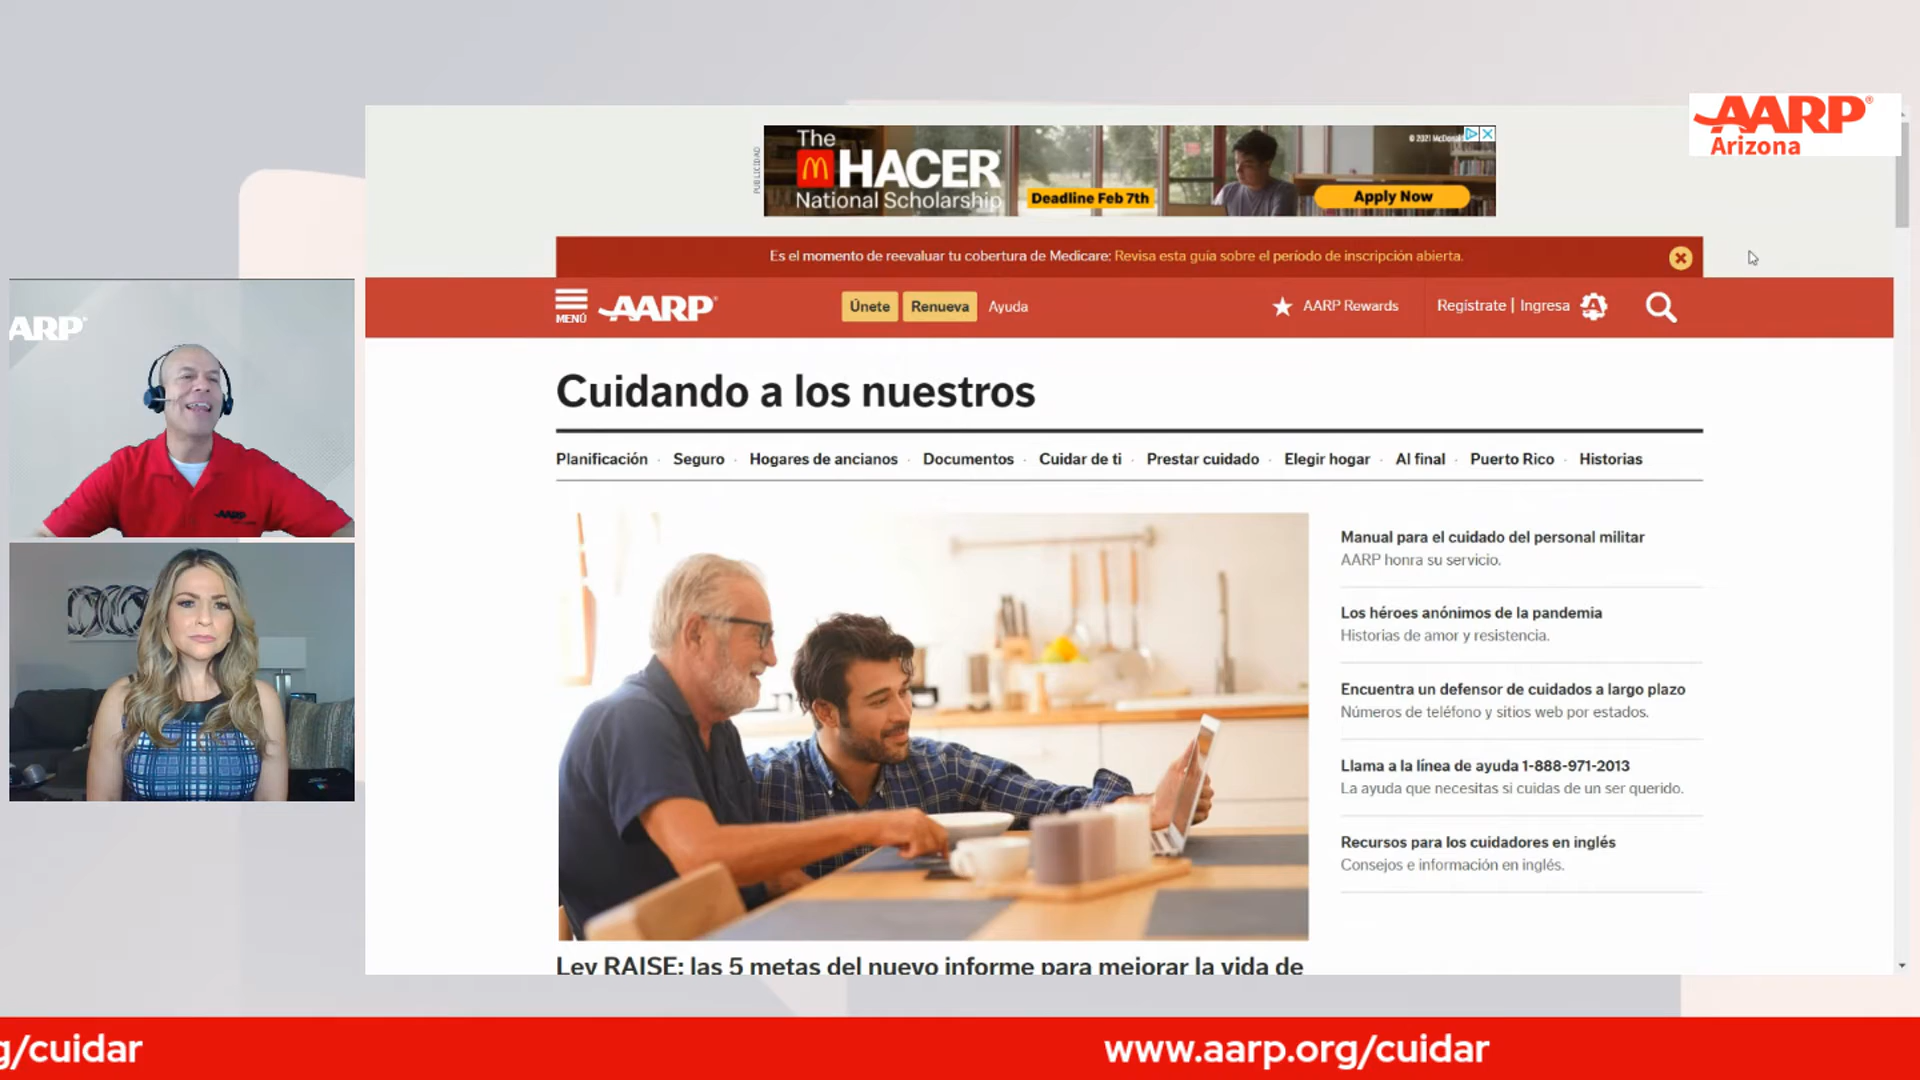 AARP
Arizona
PUBLICIDAD
The
HACER
National Scholarship
Deadline Feb 7th
Apply Now
© 2021
Es el momento de reevaluar tu cobertura de Medicare: Revisa esta guía sobre el período de inscripción abierta.
MENÚ
AARP
Únete
Renueva
Ayuda
AARP Rewards
Regístrate | Ingresa
Cuidando a los nuestros
Planificación · Seguro · Hogares de ancianos · Documentos · Cuidar de ti · Prestar cuidado · Elegir hogar · Al final · Puerto Rico · Historias
Manual para el cuidado del personal militar
AARP honra su servicio.
Los héroes anónimos de la pandemia
Historias de amor y resistencia.
Encuentra un defensor de cuidados a largo plazo
Números de teléfono y sitios web por estados.
Llama a la línea de ayuda 1-888-971-2013
La ayuda que necesitas si cuidas de un ser querido.
Recursos para los cuidadores en inglés
Consejos e información en inglés.
Ley RAISE: las 5 metas del nuevo informe para mejorar la vida de
ARP
AARP
g/cuidar
www.aarp.org/cuidar